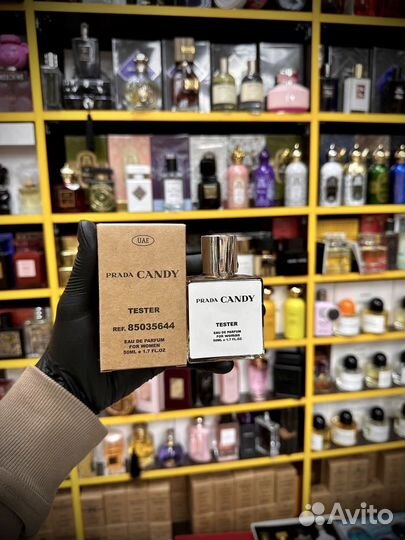 UAE
PRADA CANDY
TESTER
REF. 85035644
EAU DE PARFUM
FOR WOMEN
50ML e 1.7 FL.OZ
PRADA CANDY
TESTER
EAU DE PARFUM
FOR WOMEN
50ML e 1.7 FL.OZ
Avito